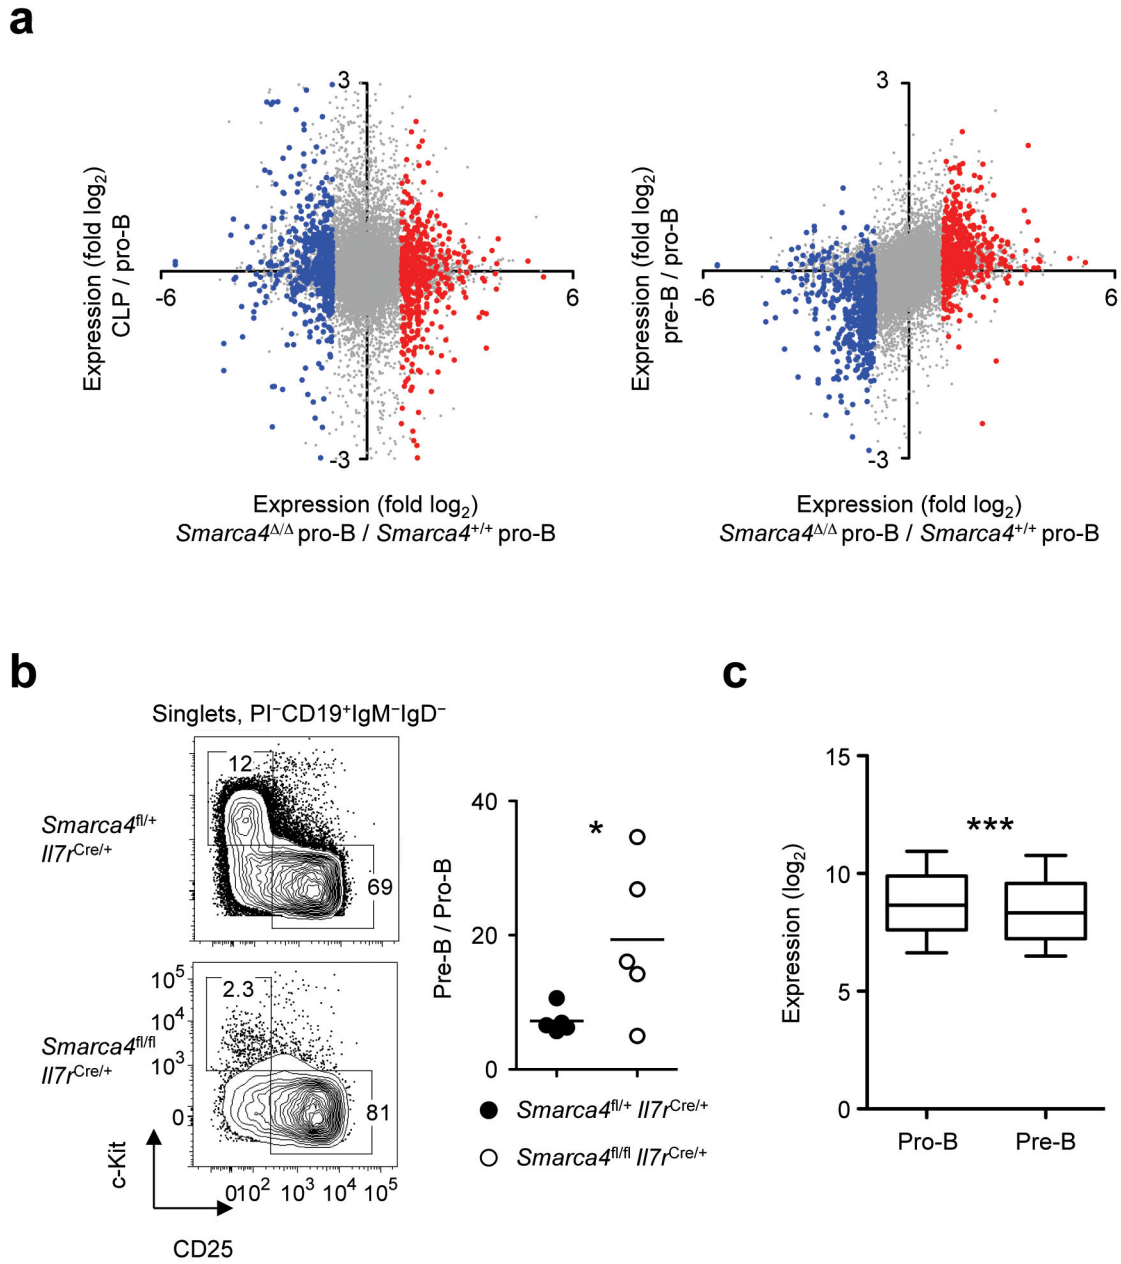 a
3
Expression (fold log2)
CLP / pro-B
-6
6
-3
Expression (fold log2)
Smarca4Δ/Δ pro-B / Smarca4+/+ pro-B
3
Expression (fold log2)
pre-B / pro-B
-6
6
-3
Expression (fold log2)
Smarca4Δ/Δ pro-B / Smarca4+/+ pro-B
b
Singlets, PI−CD19+IgM−IgD−
Smarca4fl/+
Il7rCre/+
12
69
Smarca4fl/fl
Il7rCre/+
2.3
81
105
104
103
0
c-Kit
0 102 103 104 105
CD25
Pre-B / Pro-B
40
20
0
*
Smarca4fl/+ Il7rCre/+
Smarca4fl/fl Il7rCre/+
c
Expression (log2)
15
10
5
0
***
Pro-B Pre-B